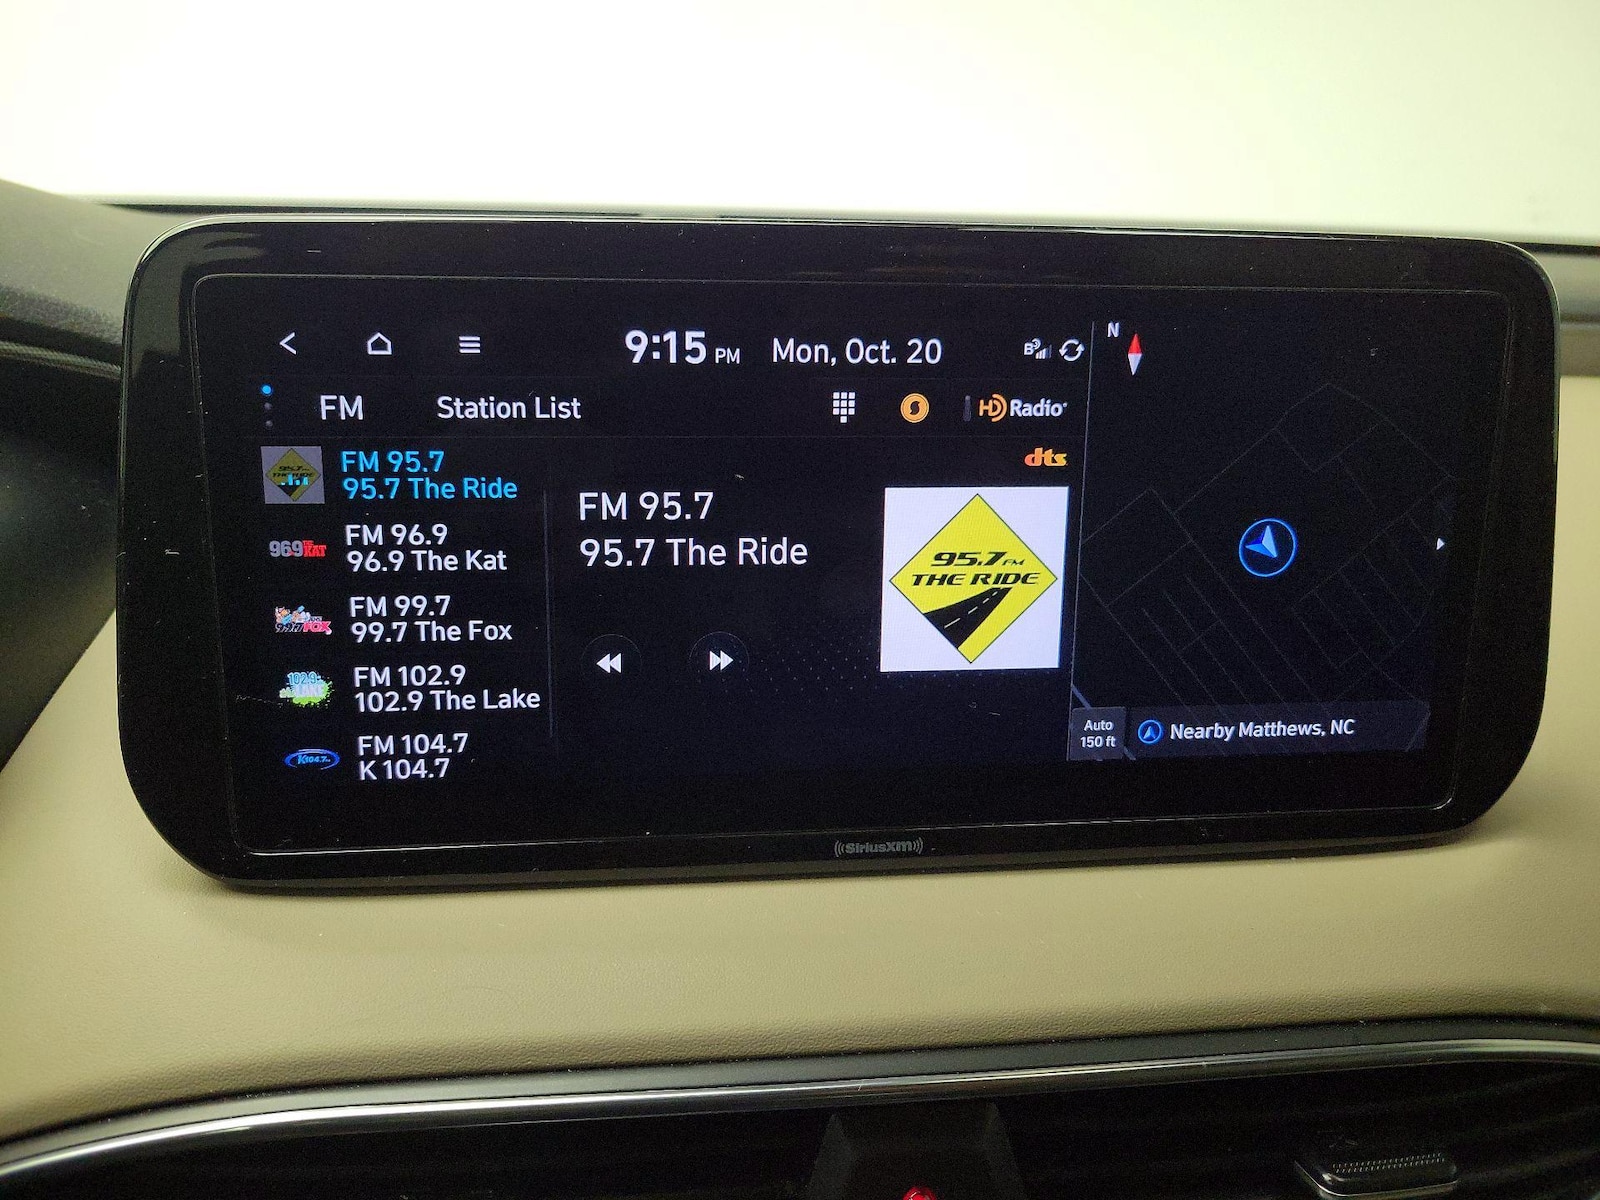 9:15 PM Mon, Oct. 20
N
FM Station List
HD Radio
dts
FM 95.7
95.7 The Ride
FM 96.9
96.9 The Kat
FM 99.7
99.7 The Fox
FM 102.9
102.9 The Lake
FM 104.7
K 104.7
FM 95.7
95.7 The Ride
95.7 FM
THE RIDE
Auto
150 ft
Nearby Matthews, NC
SiriusXM